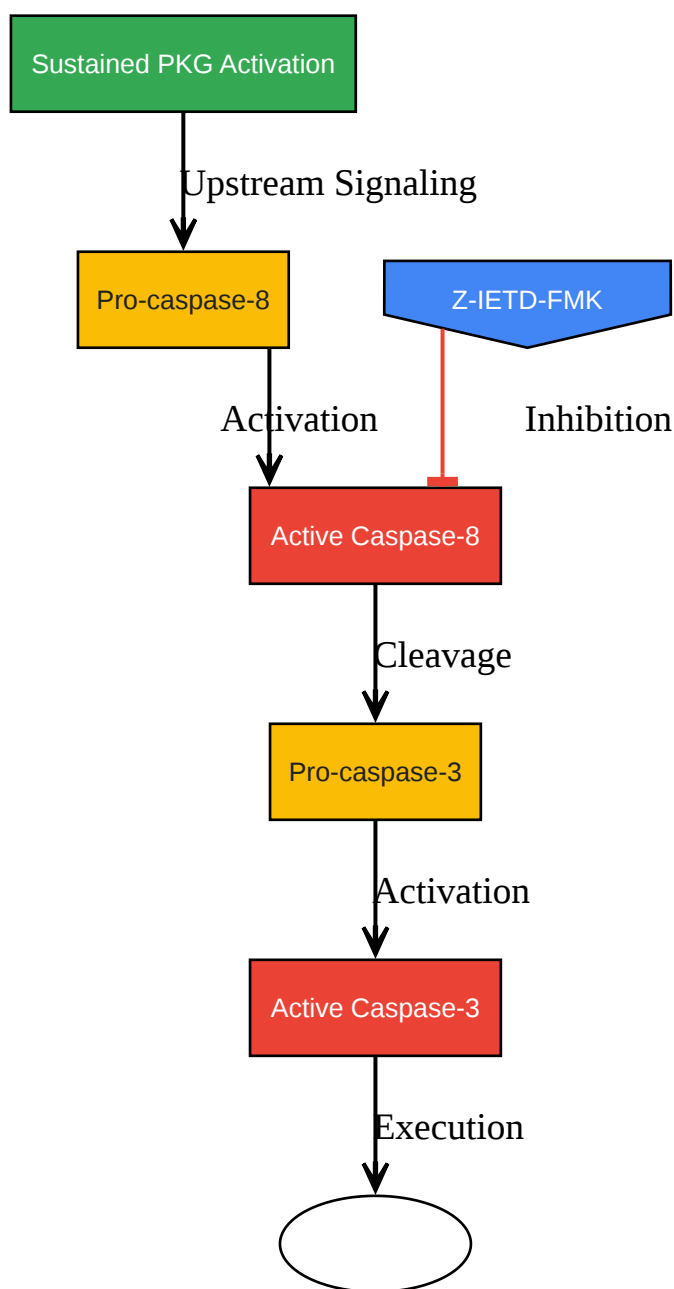 Sustained PKG Activation
Upstream Signaling
Pro-caspase-8
Z-IETD-FMK
Activation
Inhibition
Active Caspase-8
Cleavage
Pro-caspase-3
Activation
Active Caspase-3
Execution